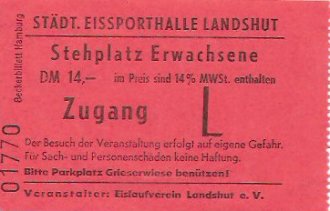 STÄDT. EISSPORTHALLE LANDSHUT
Stehplatz Erwachsene
DM 14,— im Preis sind 14% MWSt. enthalten
Zugang L
Der Besuch der Veranstaltung erfolgt auf eigene Gefahr.
Für Sach- und Personenschäden keine Haftung.
Bitte Parkplatz Grieserwiese benützen!
Veranstalter: Eislaufverein Landshut e. V.
Beckerbillett Hamburg
01770